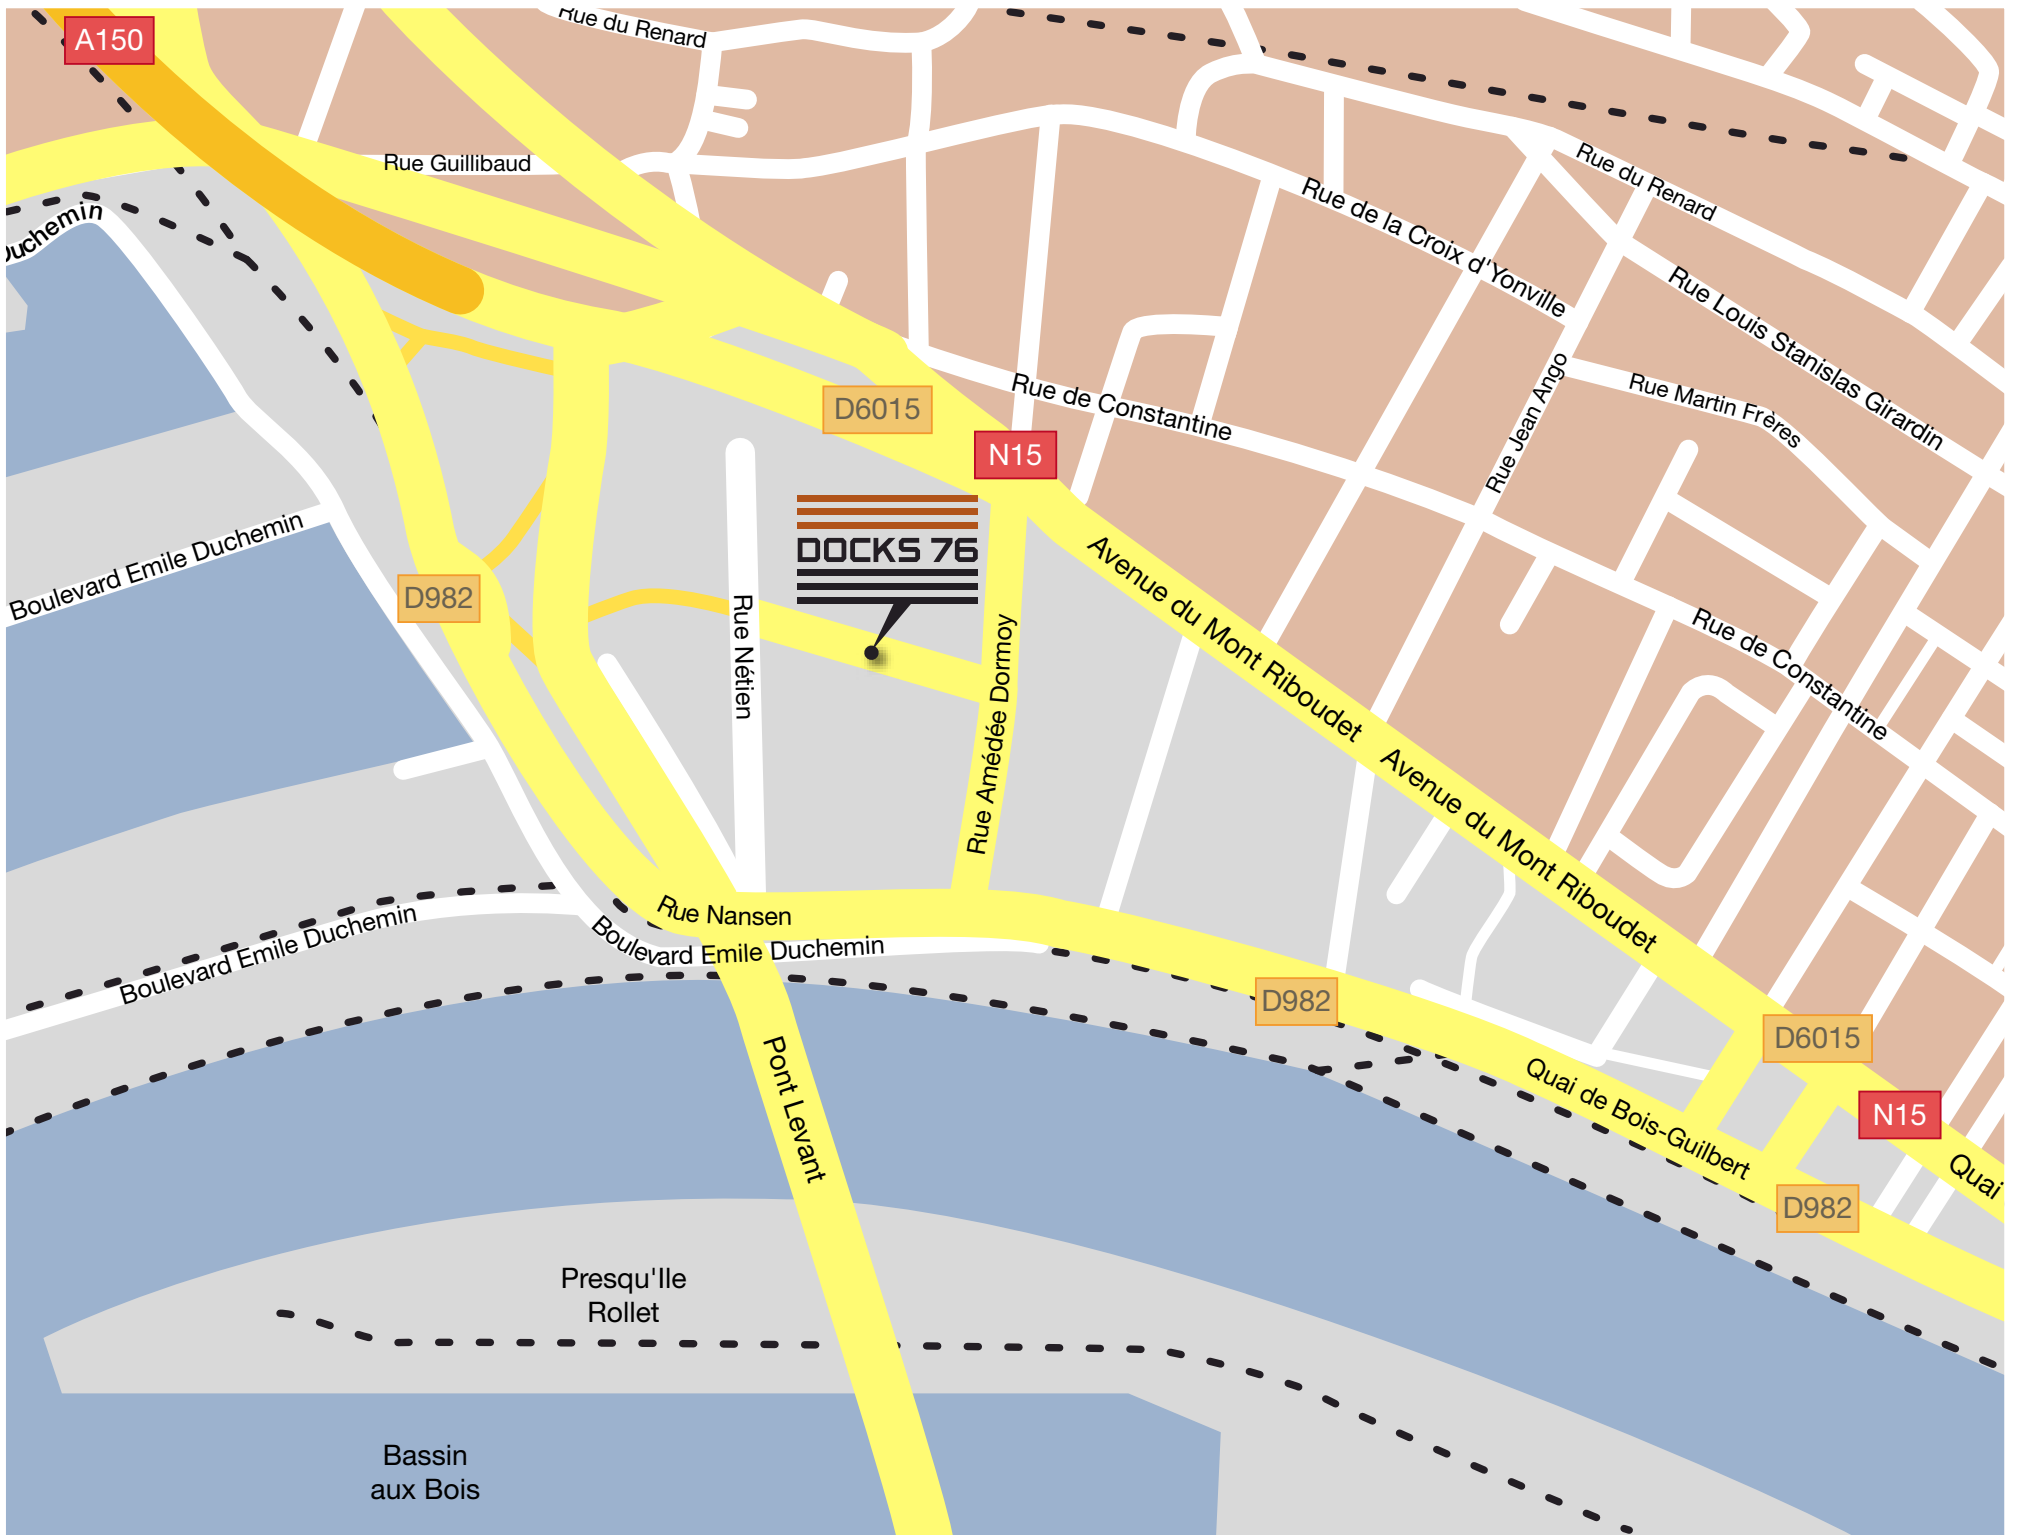 A150
Rue du Renard
Rue Guillibaud
Rue du Renard
Rue de la Croix d'Yonville
Duchemin
Rue Louis Stanislas Girardin
Rue Martin Frères
Rue Jean Ango
D6015
Rue de Constantine
N15
DOCKS 76
Boulevard Emile Duchemin
D982
Rue Nétien
Rue Amédée Dormoy
Avenue du Mont Riboudet
Avenue du Mont Riboudet
Rue de Constantine
Rue Nansen
Boulevard Emile Duchemin
Boulevard Emile Duchemin
D982
D6015
Pont Levant
Quai de Bois-Guilbert
N15
Quai
D982
Presqu'Ile
Rollet
Bassin
aux Bois